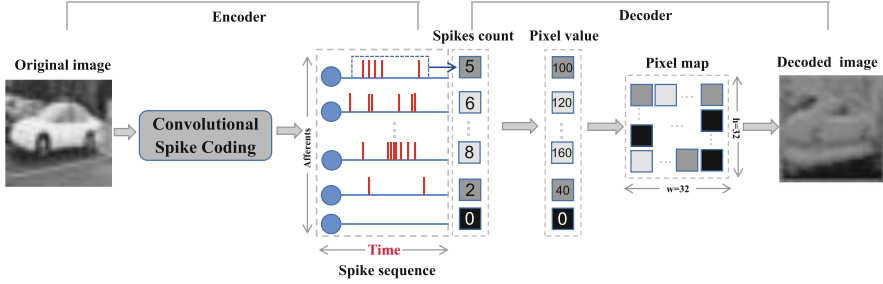 Encoder
Decoder
Original image
Spikes count
Pixel value
Pixel map
Decoded image
Convolutional
Spike Coding
Afferents
5
6
8
2
0
100
120
160
40
0
h=32
w=32
Time
Spike sequence